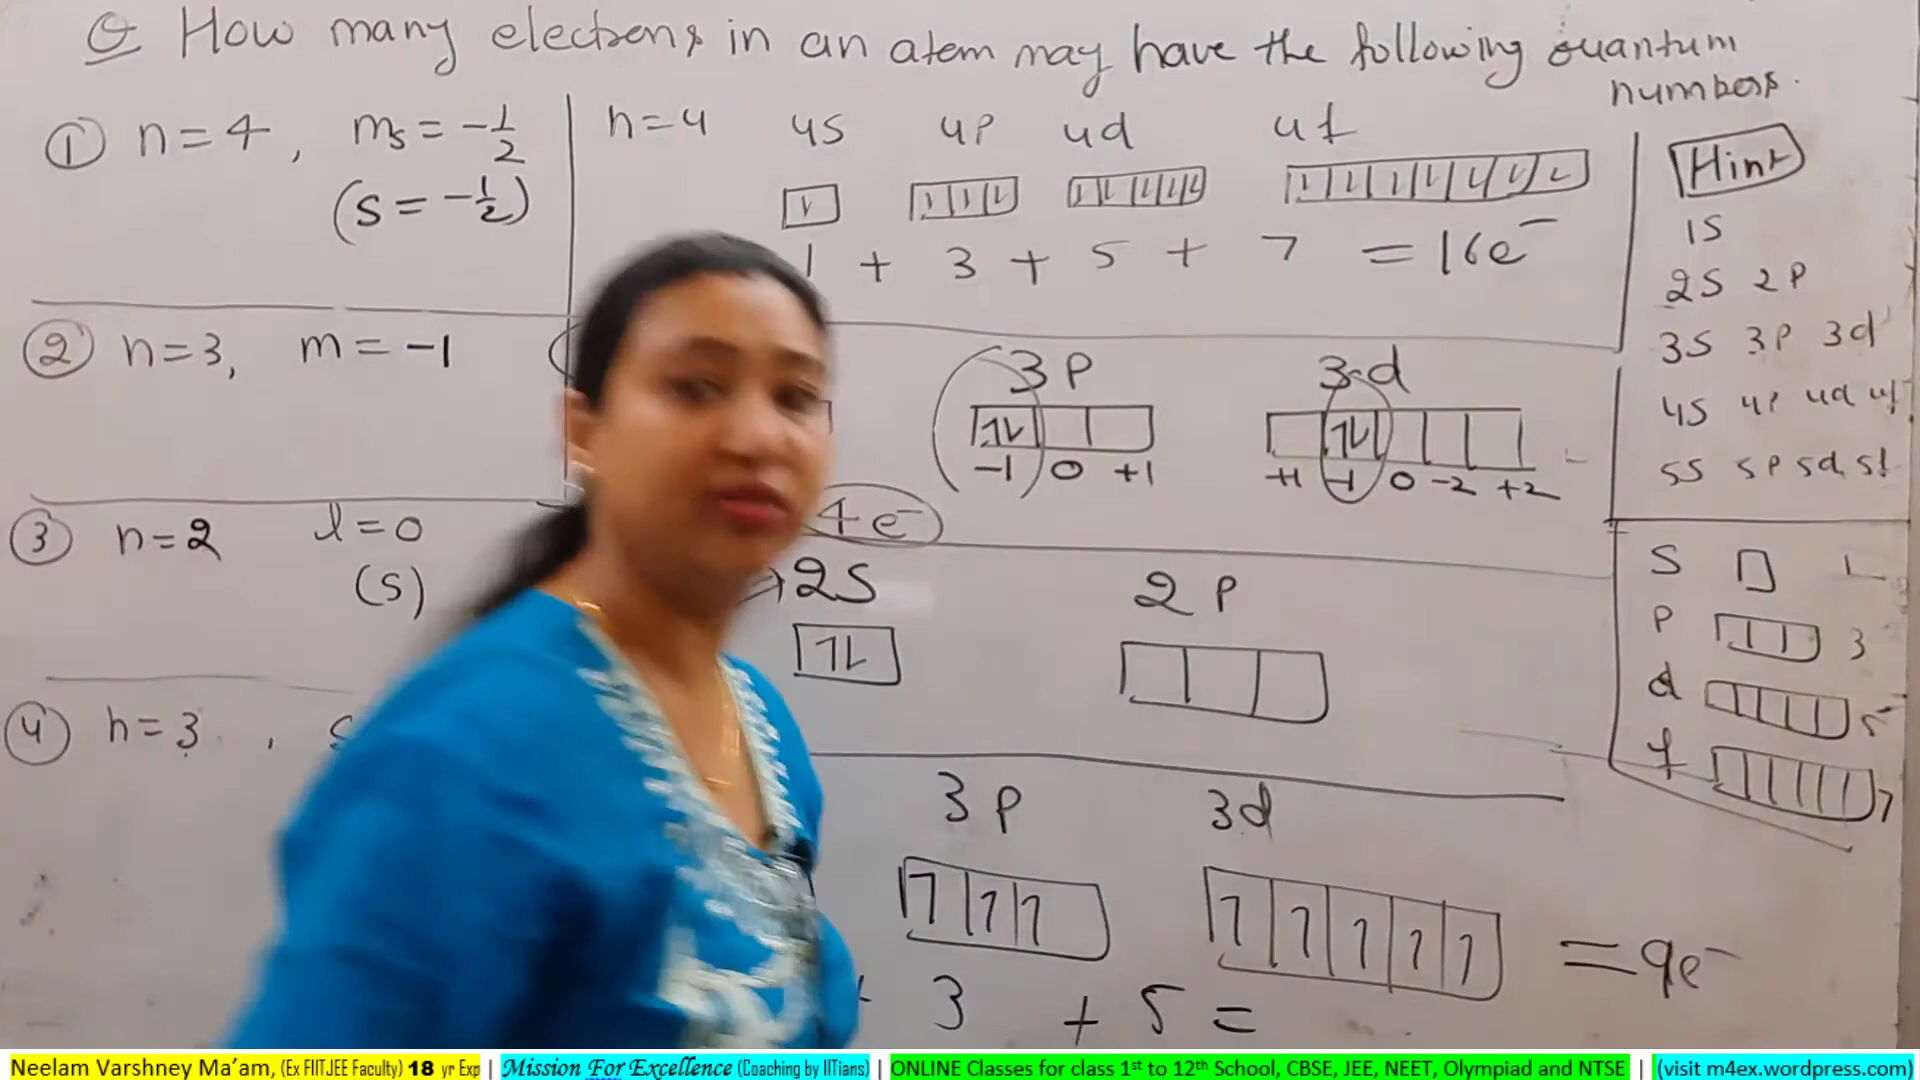 Q How many electrons in an atom may have the following quantum
numbers.
① n=4, ms = -1/2
(s = -1/2)
n=4 4s 4p 4d 4f
1 + 3 + 5 + 7 = 16e⁻
② n=3, m = -1
3p 3d
-1 0 +1 +1 -1 0 -2 +2
4e⁻
③ n=2 l=0
(s)
2s 2p
④ n=3 ,
3p 3d
= 9e⁻
3 + 5 =
Hint
1s
2s 2p
3s 3p 3d
4s 4p 4d 4f
5s 5p 5d 5f
s 1
p 3
d 5
f 7
Neelam Varshney Ma'am, (Ex FIITJEE Faculty) 18 yr Exp | Mission For Excellence (Coaching by IITians) | ONLINE Classes for class 1st to 12th School, CBSE, JEE, NEET, Olympiad and NTSE | (visit m4ex.wordpress.com)